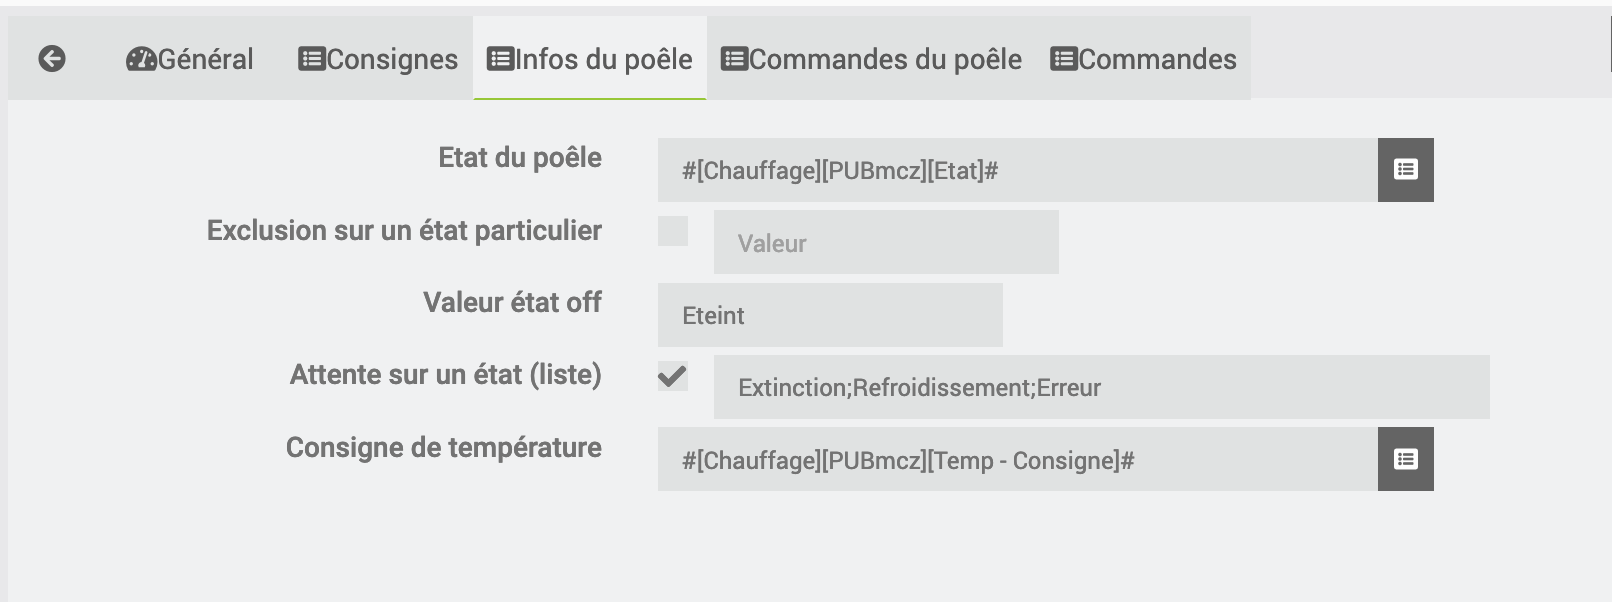 Général Consignes Infos du poêle Commandes du poêle Commandes
Etat du poêle #[Chauffage][PUBmcz][Etat]#
Exclusion sur un état particulier Valeur
Valeur état off Eteint
Attente sur un état (liste) Extinction;Refroidissement;Erreur
Consigne de température #[Chauffage][PUBmcz][Temp - Consigne]#